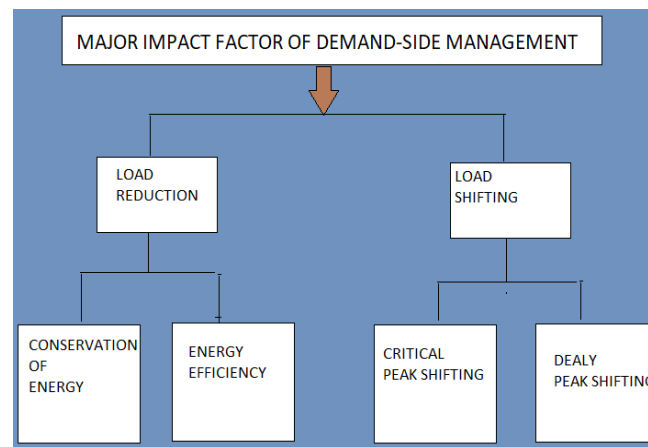 MAJOR IMPACT FACTOR OF DEMAND-SIDE MANAGEMENT
LOAD
REDUCTION
LOAD
SHIFTING
CONSERVATION
OF
ENERGY
ENERGY
EFFICIENCY
CRITICAL
PEAK SHIFTING
DEALY
PEAK SHIFTING